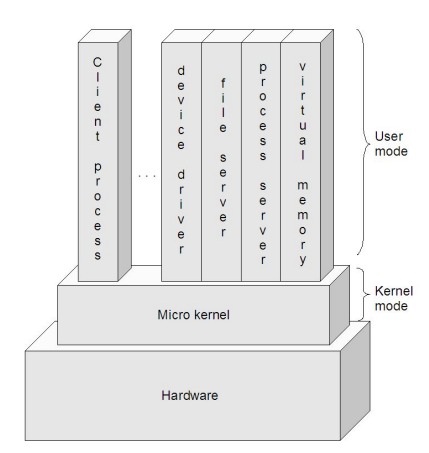 Client process
. . .
device driver
file server
process server
virtual memory
User
mode
Kernel
mode
Micro kernel
Hardware